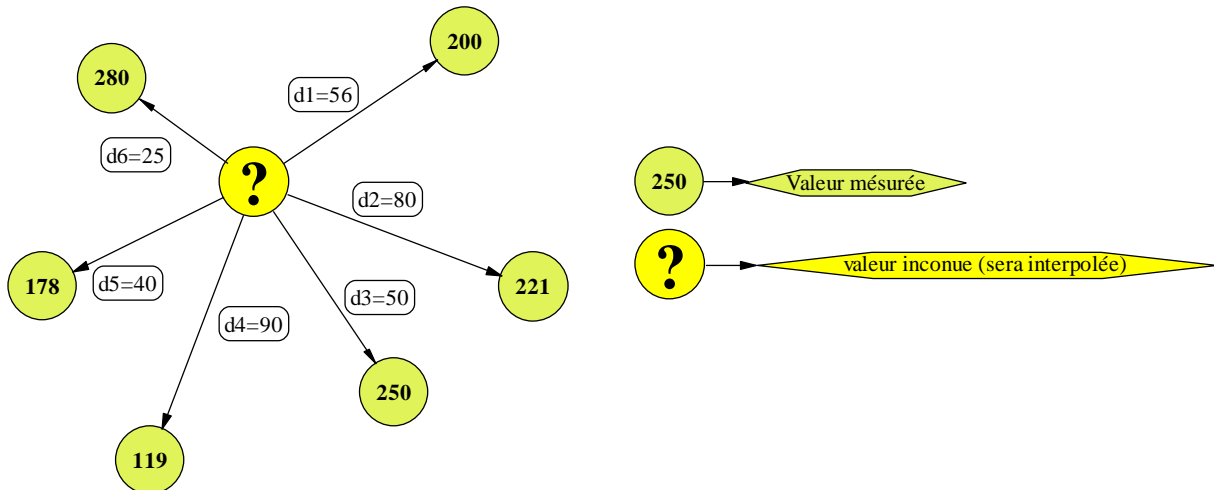 200
280
d1=56
d6=25
?
d2=80
178
d5=40
d3=50
221
d4=90
250
119
250
Valeur mésurée
?
valeur inconue (sera interpolée)